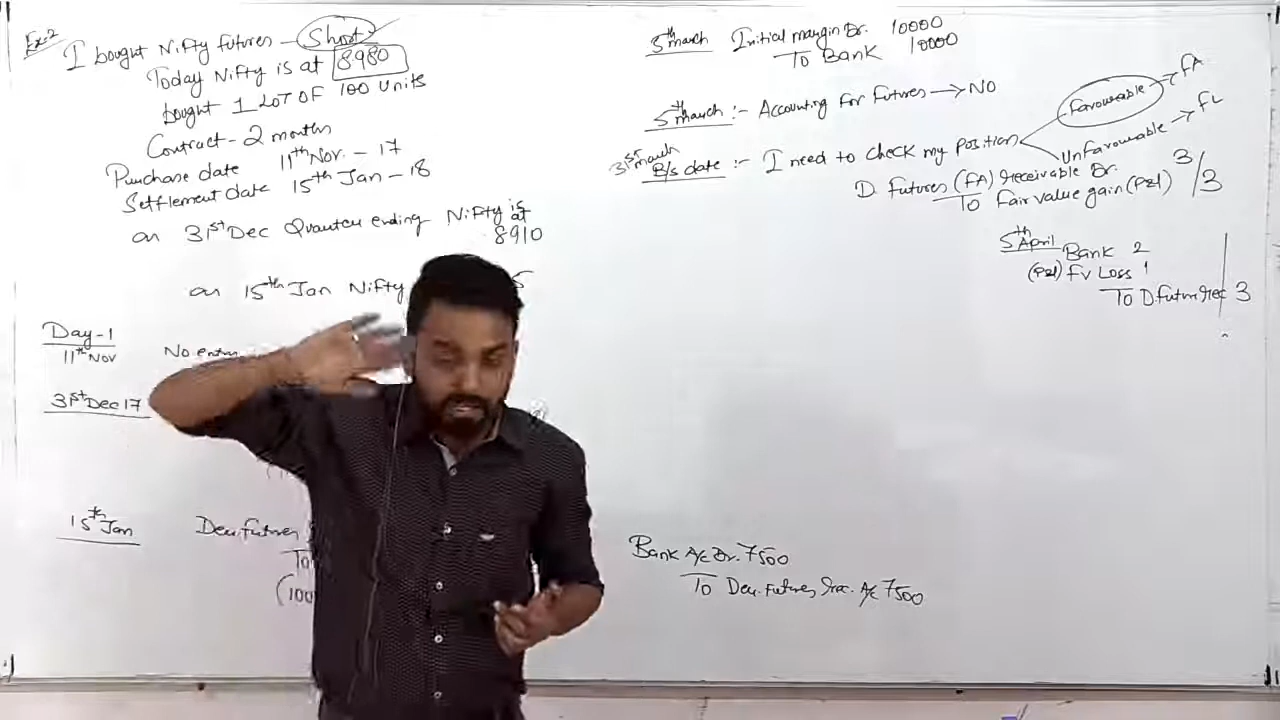 Ex-2
I bought Nifty futures - Short
Today Nifty is at 8980
bought 1 LOT OF 100 Units
Contract - 2 months
Purchase date 11th Nov. - 17
Settlement date 15th Jan - 18
on 31st Dec Quarter ending Nifty is at
8910
on 15th Jan Nifty
Day-1
11th Nov
No entry
31st Dec 17
15th Jan
Der. futures
To
(100
5th march Initial margin Dr. 10000
To Bank 10000
5th march :- Accounting for futures → NO
31st march
B/s date :- I need to check my position
Favourable → FA
Unfavourable → FL
D futures (FA) receivable Dr. 3
To Fair value gain (P&L) 3
5th April Bank 2
(P&L) FV Loss 1
To D. futures rec 3
Bank A/c Dr. 7500
To Der. futures rec. A/c 7500